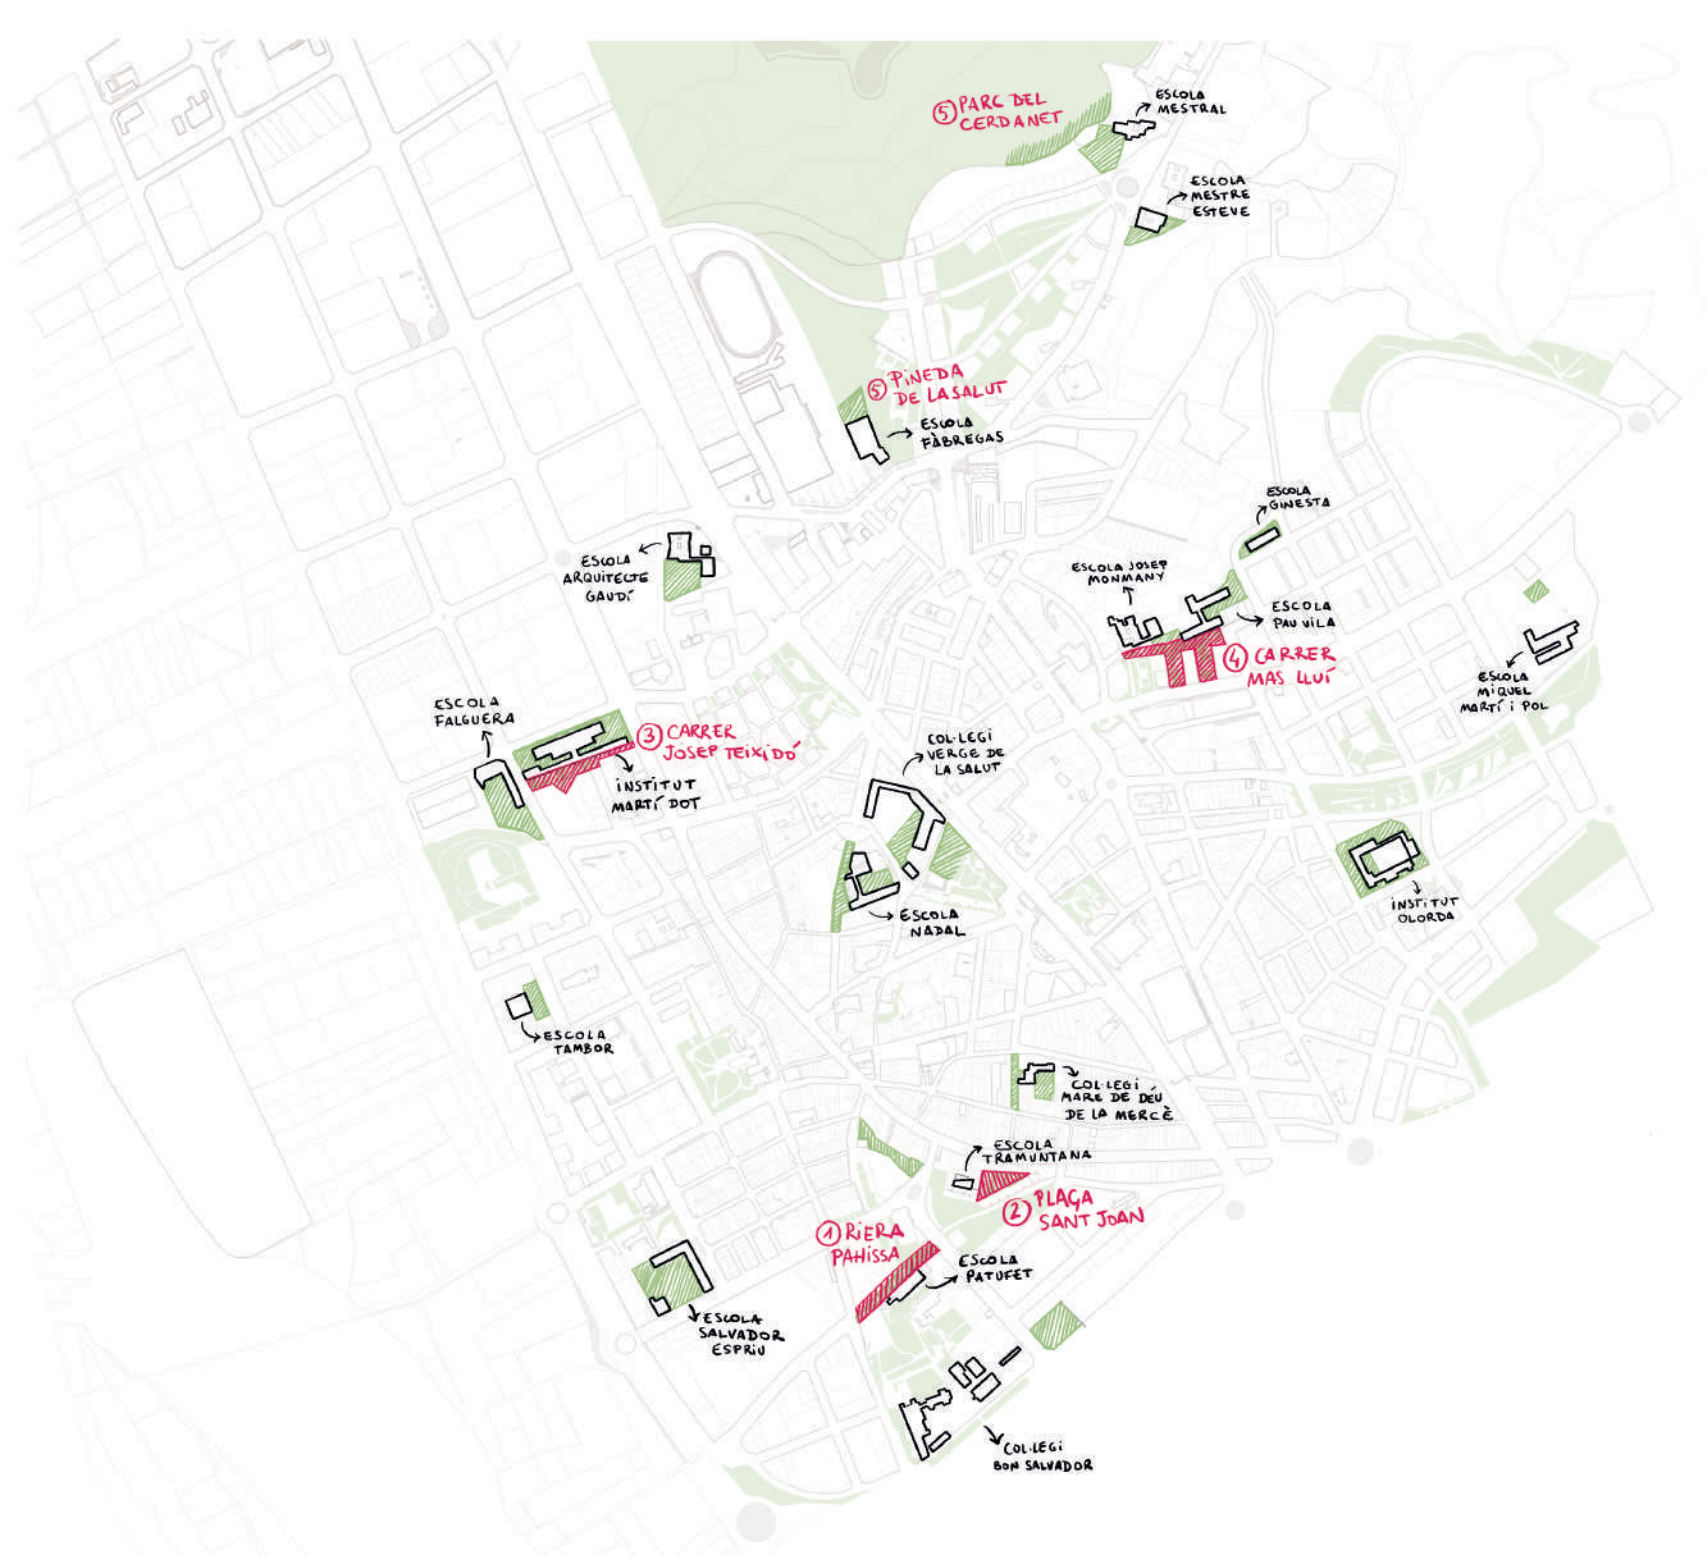 ⑤ PARC DEL
CERDANET
ESCOLA
MESTRAL
ESCOLA
MESTRE
ESTEVE
⑤ PINEDA
DE LA SALUT
ESCOLA
FÀBREGAS
ESCOLA
GINESTA
ESCOLA
ARQUITECTE
GAUDÍ
ESCOLA JOSEP
MONMANY
ESCOLA
PAU VILA
④ CARRER
MAS LLUÍ
ESCOLA
MIQUEL
MARTÍ i POL
ESCOLA
FALGUERA
③ CARRER
JOSEP TEIXIDÓ
INSTITUT
MARTÍ DOT
COL·LEGI
VERGE DE
LA SALUT
ESCOLA
NADAL
INSTITUT
OLORDA
ESCOLA
TAMBOR
COL·LEGI
MARE DE DÉU
DE LA MERCÈ
ESCOLA
TRAMUNTANA
② PLAÇA
SANT JOAN
① RIERA
PAHISSA
ESCOLA
PATUFET
ESCOLA
SALVADOR
ESPRIU
COL·LEGI
BON SALVADOR